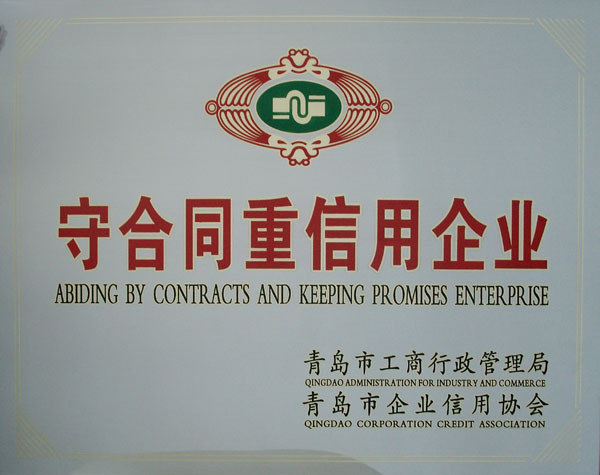 守合同重信用企业
ABIDING BY CONTRACTS AND KEEPING PROMISES ENTERPRISE
青岛市工商行政管理局
QINGDAO ADMINISTRATION FOR INDUSTRY AND COMMERCE
青岛市企业信用协会
QINGDAO CORPORATION CREDIT ASSOCIATION